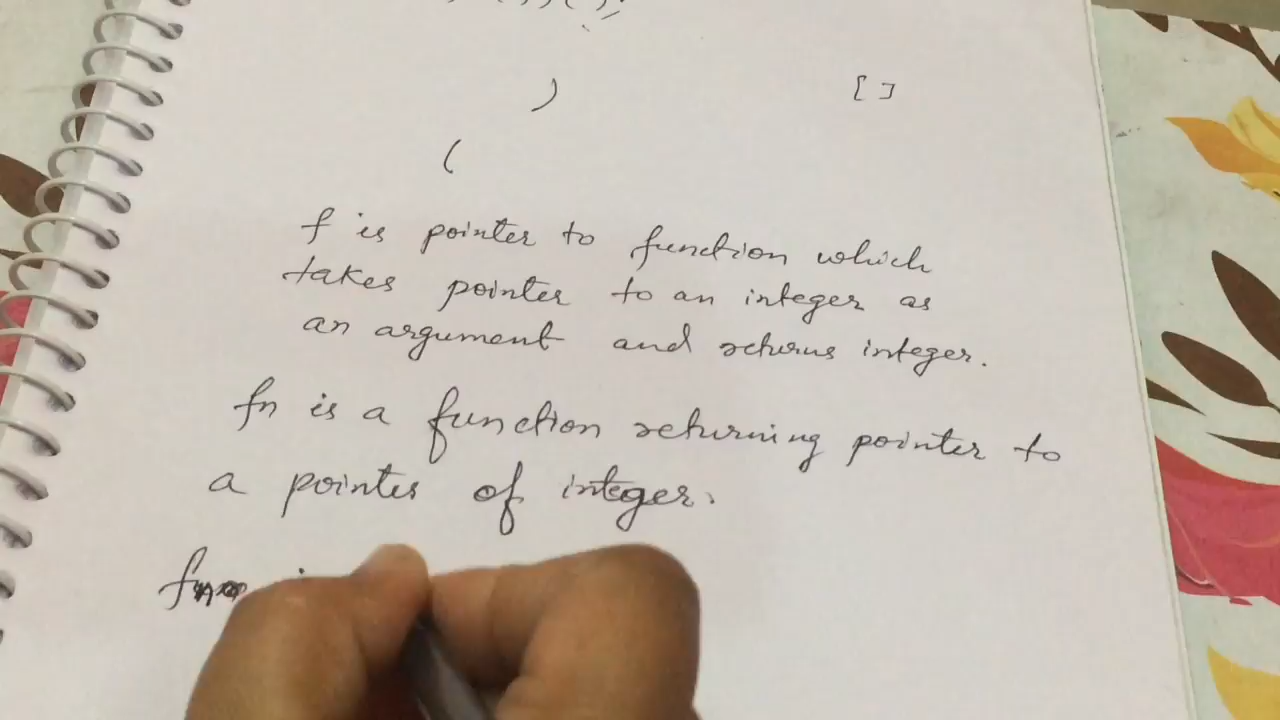 )
[ ]
(
f is pointer to function which
takes pointer to an integer as
an argument and returns integer.
fn is a function returning pointer to
a pointer of integer.